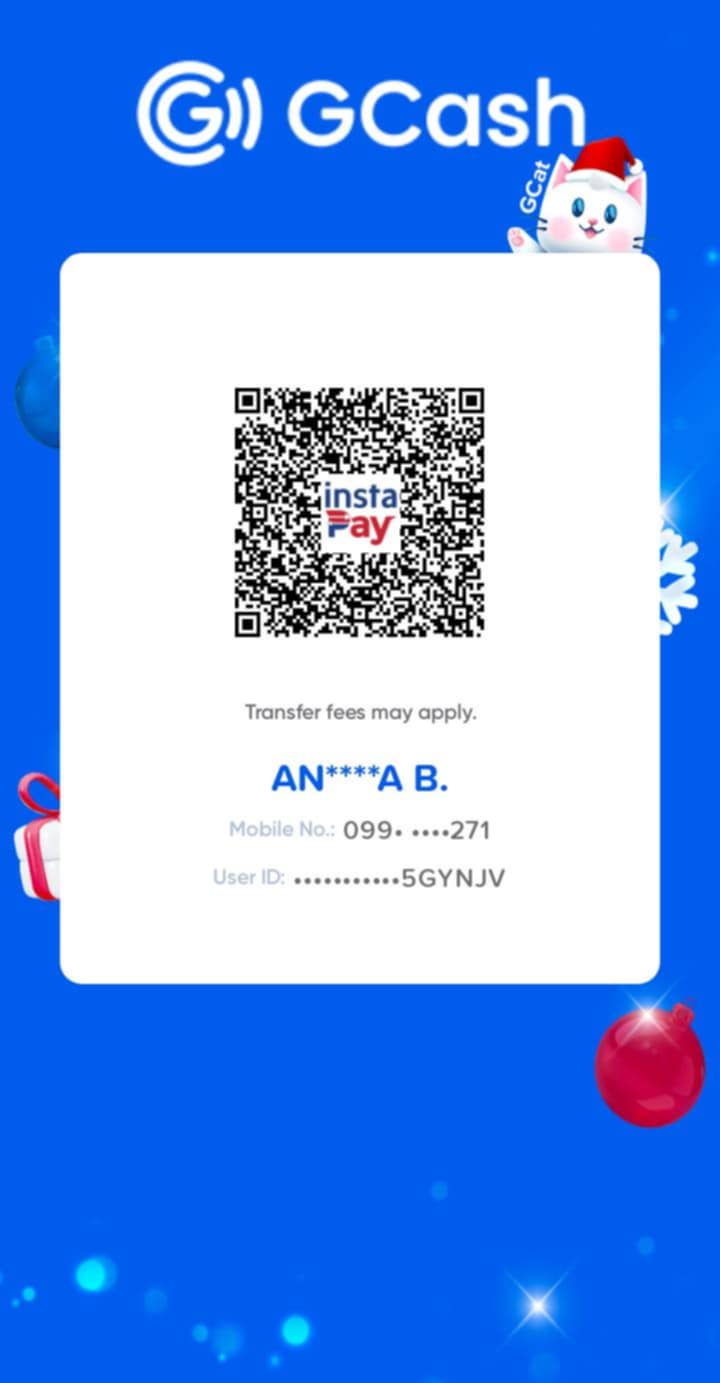 GCash
GCat
insta
Pay
Transfer fees may apply.
AN****A B.
Mobile No.: 099• ••••271
User ID: •••••••••••5GYNJV